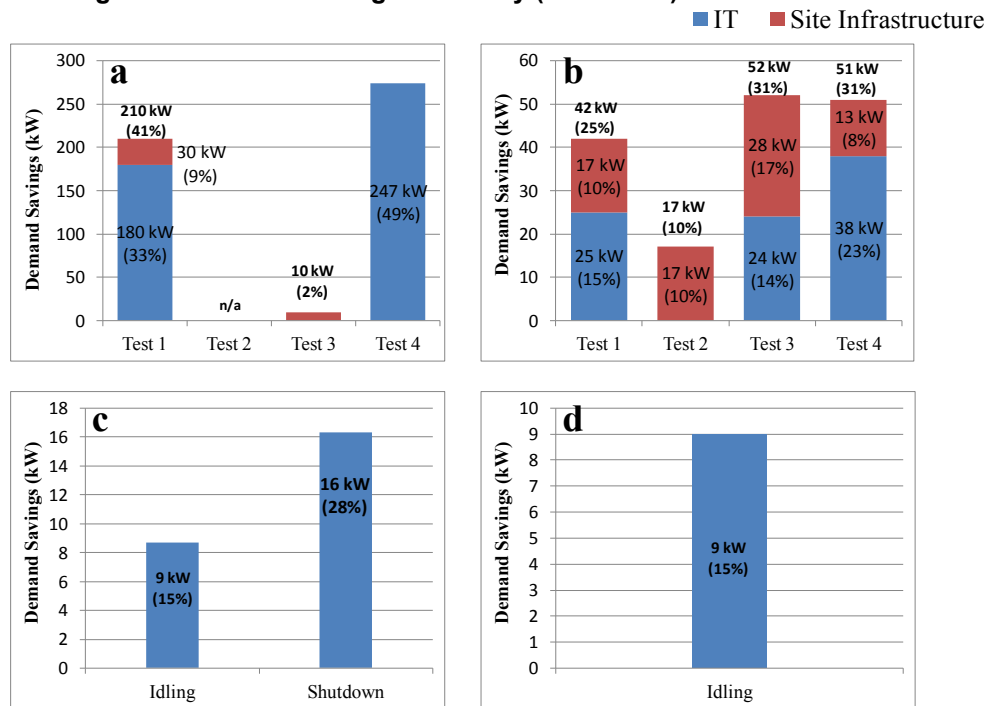 IT Site Infrastructure
a
Demand Savings (kW)
300
250
200
150
100
50
0
210 kW
(41%)
30 kW
(9%)
180 kW
(33%)
n/a
10 kW
(2%)
247 kW
(49%)
Test 1 Test 2 Test 3 Test 4
b
Demand Savings (kW)
60
50
40
30
20
10
0
42 kW
(25%)
17 kW
(10%)
25 kW
(15%)
17 kW
(10%)
17 kW
(10%)
52 kW
(31%)
28 kW
(17%)
24 kW
(14%)
51 kW
(31%)
13 kW
(8%)
38 kW
(23%)
Test 1 Test 2 Test 3 Test 4
c
Demand Savings (kW)
18
16
14
12
10
8
6
4
2
0
9 kW
(15%)
16 kW
(28%)
Idling Shutdown
d
Demand Savings (kW)
10
9
8
7
6
5
4
3
2
1
0
9 kW
(15%)
Idling